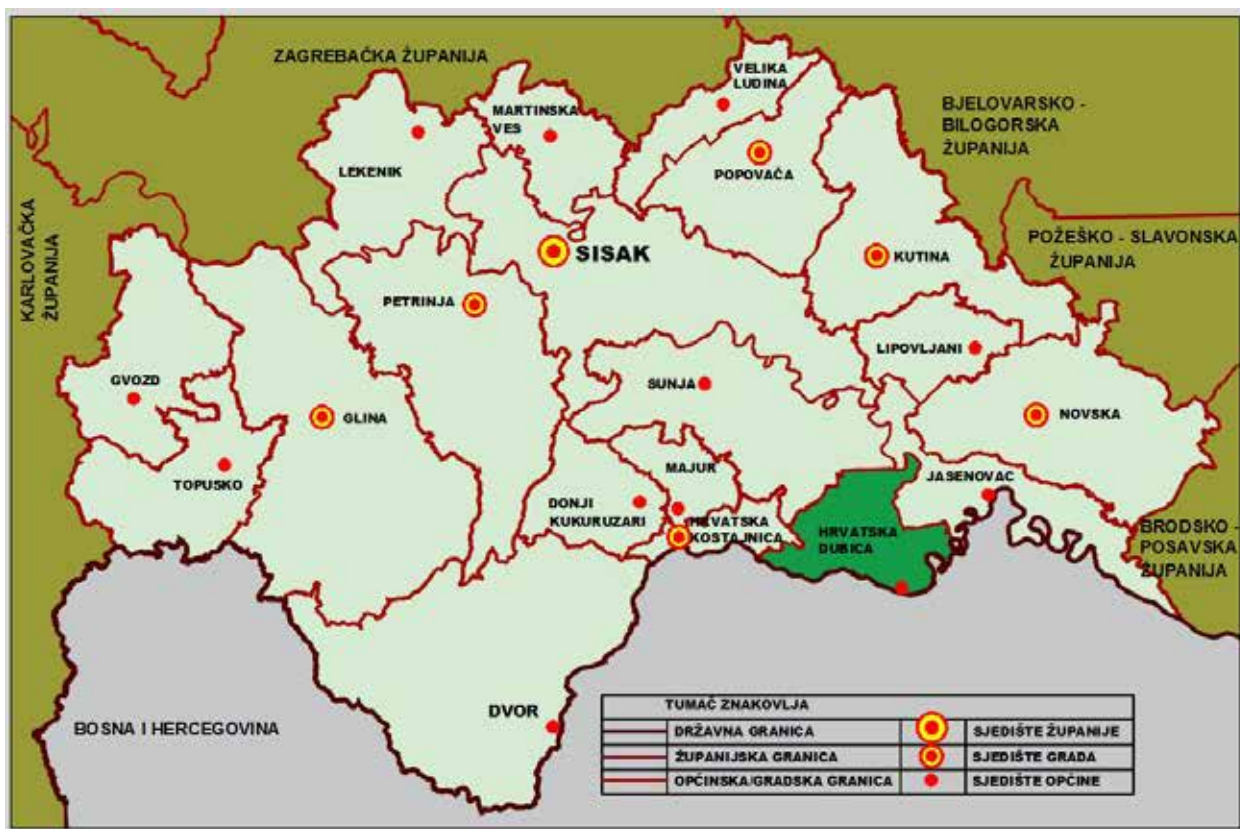 ZAGREBAČKA ŽUPANIJA
VELIKA
LUDINA
MARTINSKA
VES
BJELOVARSKO -
BILOGORSKA
ŽUPANIJA
LEKENIK
POPOVAČA
KARLOVAČKA
ŽUPANIJA
SISAK
KUTINA
POŽEŠKO - SLAVONSKA
ŽUPANIJA
PETRINJA
LIPOVLJANI
GVOZD
SUNJA
GLINA
NOVSKA
MAJUR
JASENOVAC
TOPUSKO
DONJI
KUKURUZARI
HRVATSKA
KOSTAJNICA
HRVATSKA
DUBICA
BRODSKO -
POSAVSKA
ŽUPANIJA
DVOR
BOSNA I HERCEGOVINA
TUMAČ ZNAKOVLJA
DRŽAVNA GRANICA
SJEDIŠTE ŽUPANIJE
ŽUPANIJSKA GRANICA
SJEDIŠTE GRADA
OPĆINSKA/GRADSKA GRANICA
SJEDIŠTE OPĆINE